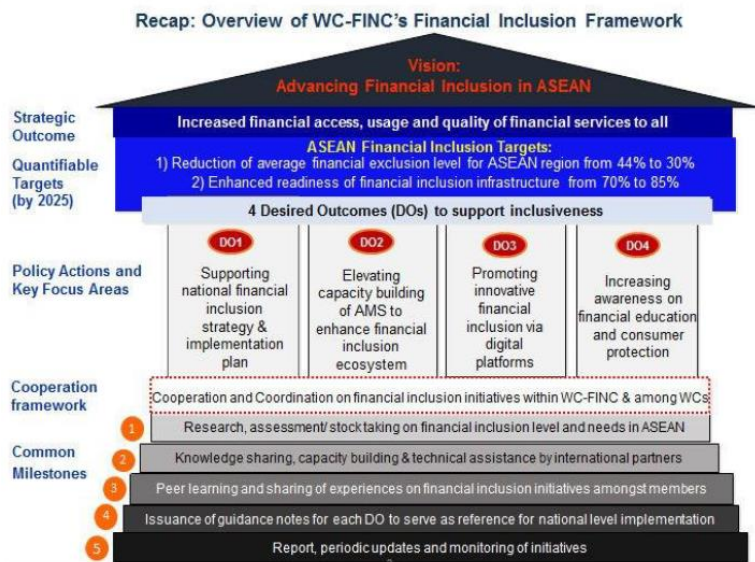 Recap: Overview of WC-FINC's Financial Inclusion Framework
Vision:
Advancing Financial Inclusion in ASEAN
Strategic
Outcome
Increased financial access, usage and quality of financial services to all
Quantifiable
Targets
(by 2025)
ASEAN Financial Inclusion Targets:
1) Reduction of average financial exclusion level for ASEAN region from 44% to 30%
2) Enhanced readiness of financial inclusion infrastructure from 70% to 85%
4 Desired Outcomes (DOs) to support inclusiveness
Policy Actions and
Key Focus Areas
DO1
Supporting
national financial
inclusion
strategy &
implementation
plan
DO2
Elevating
capacity building
of AMS to
enhance financial
inclusion
ecosystem
DO3
Promoting
innovative
financial
inclusion via
digital
platforms
DO4
Increasing
awareness on
financial education
and consumer
protection
Cooperation
framework
Cooperation and Coordination on financial inclusion initiatives within WC-FINC & among WCs
Common
Milestones
1
Research, assessment/ stock taking on financial inclusion level and needs in ASEAN
2
Knowledge sharing, capacity building & technical assistance by international partners
3
Peer learning and sharing of experiences on financial inclusion initiatives amongst members
4
Issuance of guidance notes for each DO to serve as reference for national level implementation
5
Report, periodic updates and monitoring of initiatives